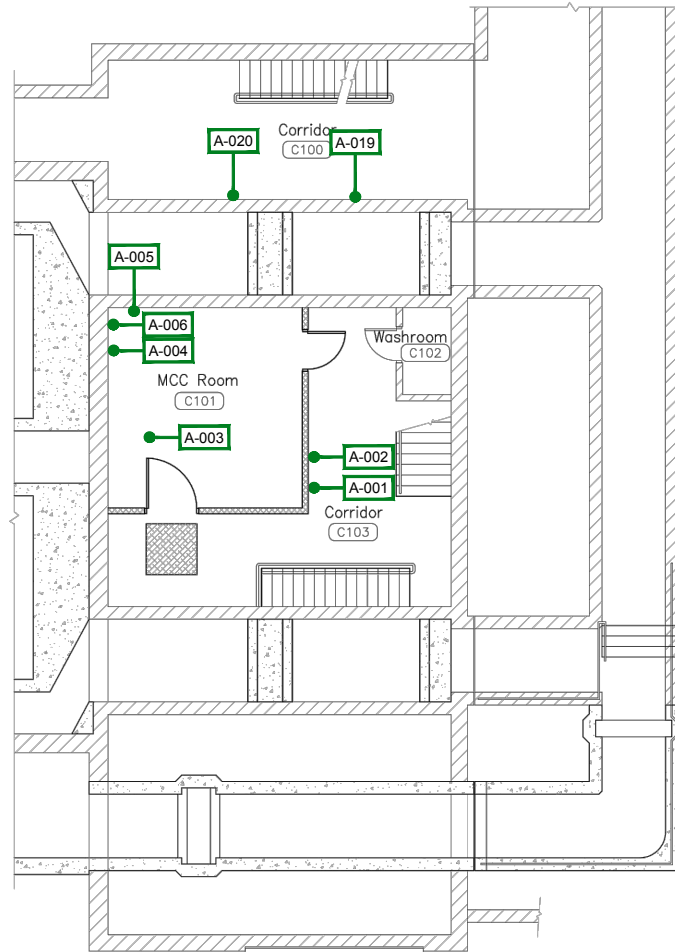 Corridor
A-020
A-019
C100
A-005
A-006
Washroom
A-004
C102
MCC Room
C101
A-003
A-002
A-001
Corridor
C103